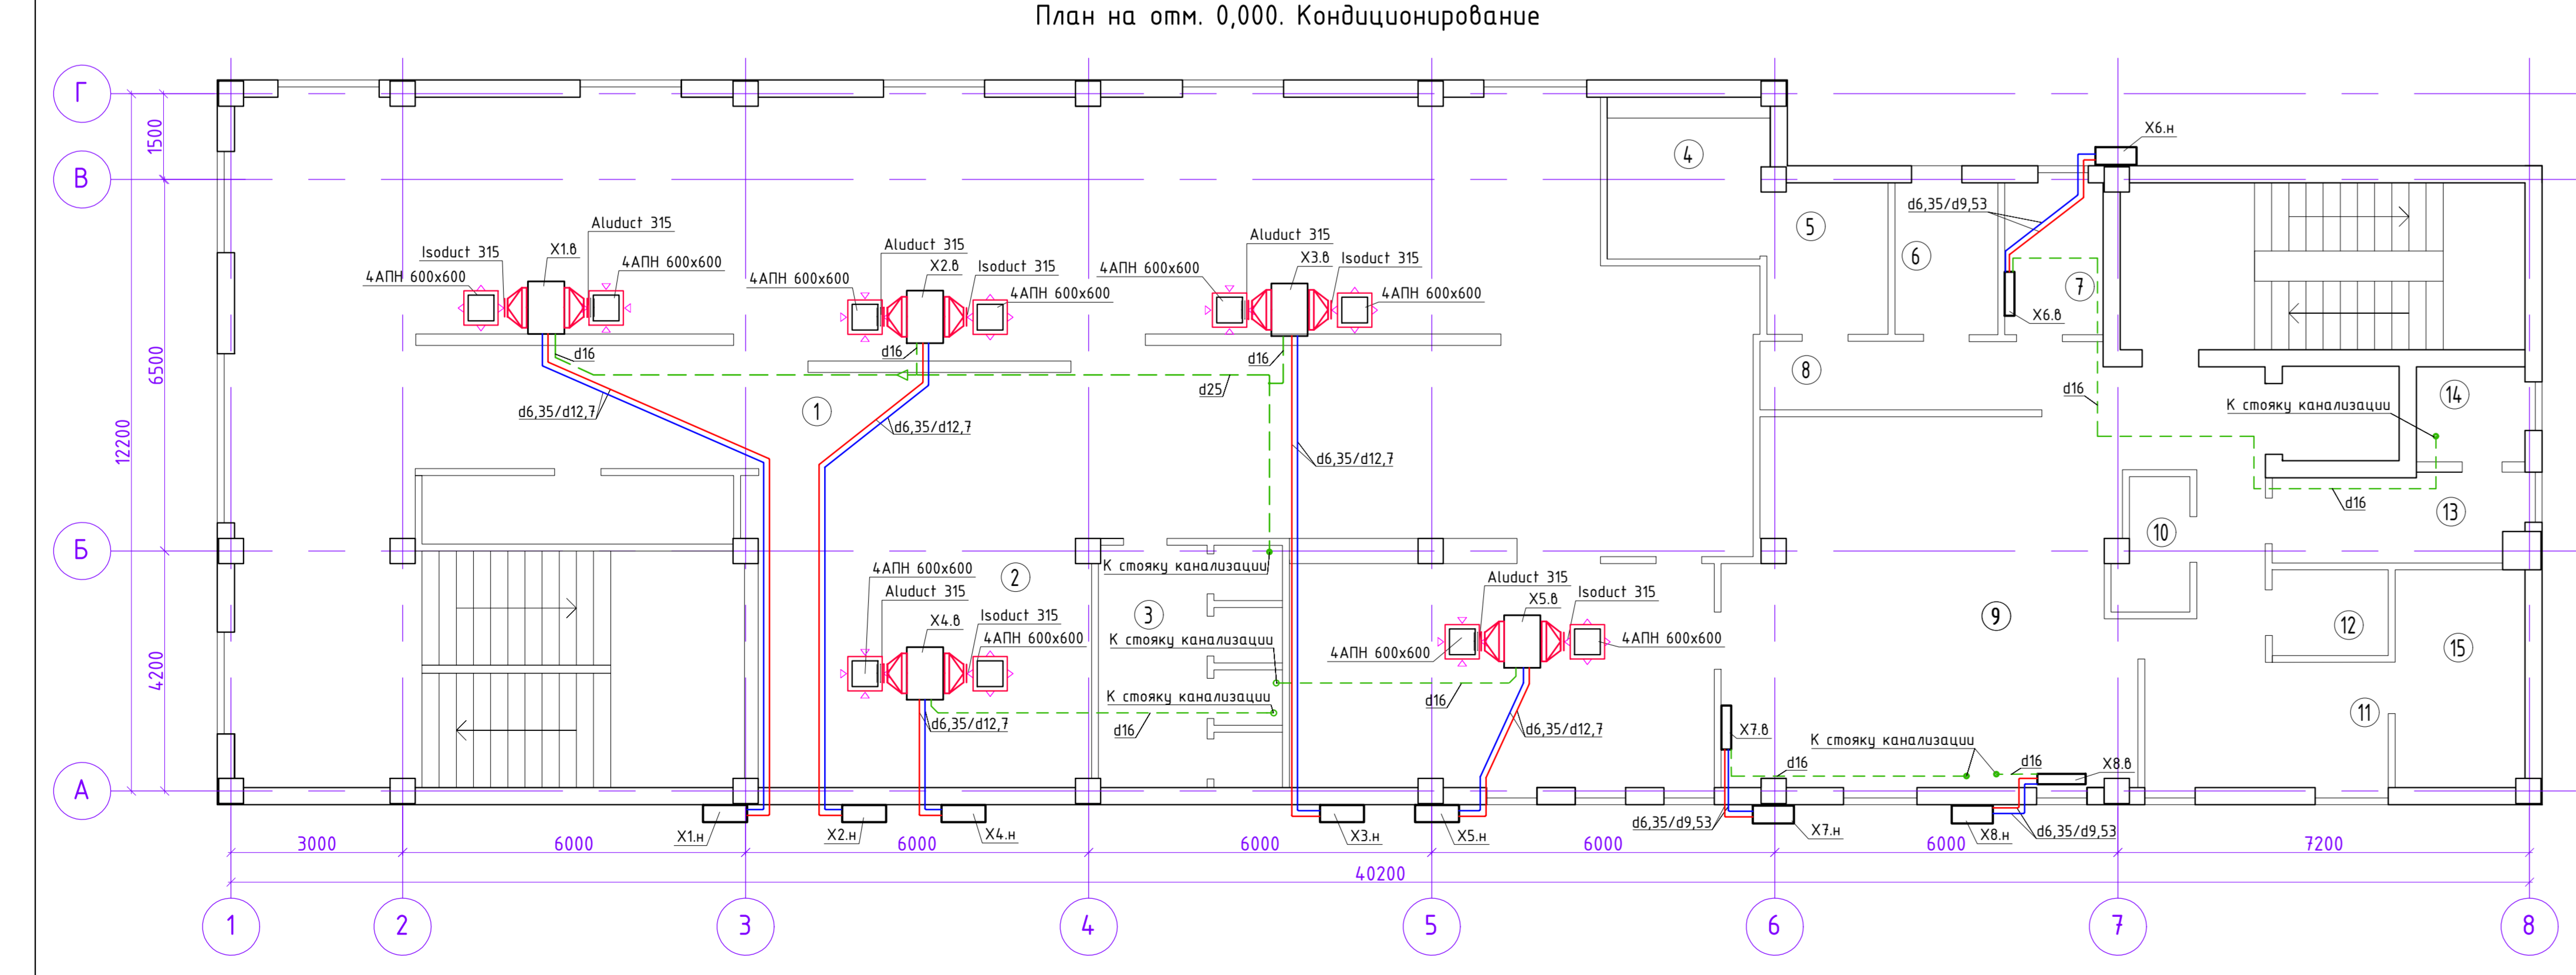 План на отм. 0,000. Кондиционирование
Г
В
Б
А
1500
6500
4200
12200
Isoduct 315
Х1.в
Aluduct 315
4АПН 600х600
4АПН 600х600
d16
d6,35/d12,7
Aluduct 315
Х2.в
Isoduct 315
4АПН 600х600
4АПН 600х600
d16
d6,35/d12,7
1
Aluduct 315
Х3.в
Isoduct 315
4АПН 600х600
4АПН 600х600
d16
d25
d6,35/d12,7
4
5
6
7
8
Х6.н
d6,35/d9,53
Х6.в
d16
К стояку канализации
14
d16
13
10
12
15
11
9
К стояку канализации
2
4АПН 600х600
Aluduct 315
Х4.в
Isoduct 315
4АПН 600х600
3
К стояку канализации
К стояку канализации
d6,35/d12,7
d16
Aluduct 315
Х5.в
Isoduct 315
4АПН 600х600
4АПН 600х600
d16
d6,35/d12,7
Х7.в
К стояку канализации
d16
d16
Х8.в
d6,35/d9,53
Х7.н
Х8.н
d6,35/d9,53
Х1.н
Х2.н
Х4.н
Х3.н
Х5.н
3000
6000
6000
6000
6000
6000
7200
40200
1
2
3
4
5
6
7
8